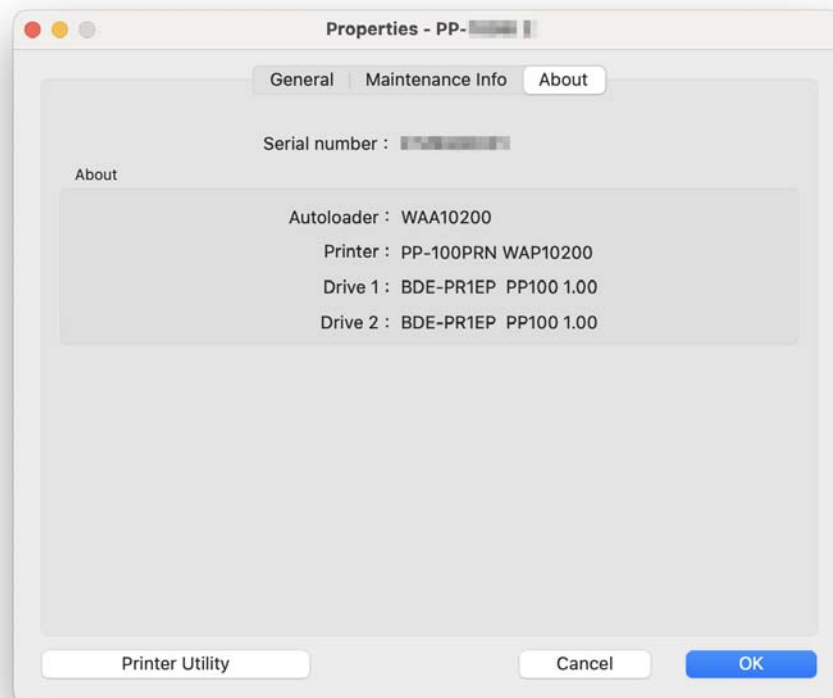 Properties - PP-
General Maintenance Info About
Serial number :
About
Autoloader : WAA10200
Printer : PP-100PRN WAP10200
Drive 1 : BDE-PR1EP PP100 1.00
Drive 2 : BDE-PR1EP PP100 1.00
Printer Utility Cancel OK